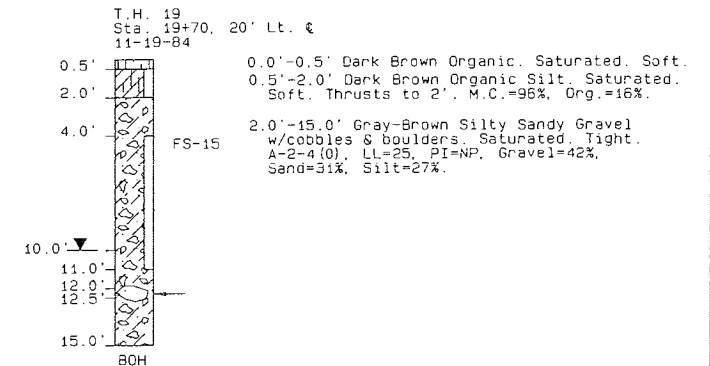 T.H. 19
Sta. 19+70, 20' Lt. ℄
11-19-84
0.0'-0.5' Dark Brown Organic. Saturated. Soft.
0.5'-2.0' Dark Brown Organic Silt. Saturated.
Soft. Thrusts to 2'. M.C.=96%, Org.=16%.
2.0'-15.0' Gray-Brown Silty Sandy Gravel
w/cobbles & boulders. Saturated. Tight.
A-2-4(0), LL=25, PI=NP, Gravel=42%,
Sand=31%, Silt=27%.
0.5'
2.0'
4.0'
FS-15
10.0'
11.0'
12.0'
12.5'
15.0'
BOH